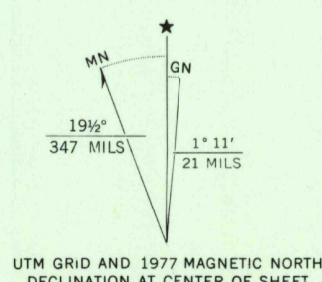 MN
GN
19½°
347 MILS
1° 11′
21 MILS
UTM GRID AND 1977 MAGNETIC NORTH
DECLINATION AT CENTER OF SHEET